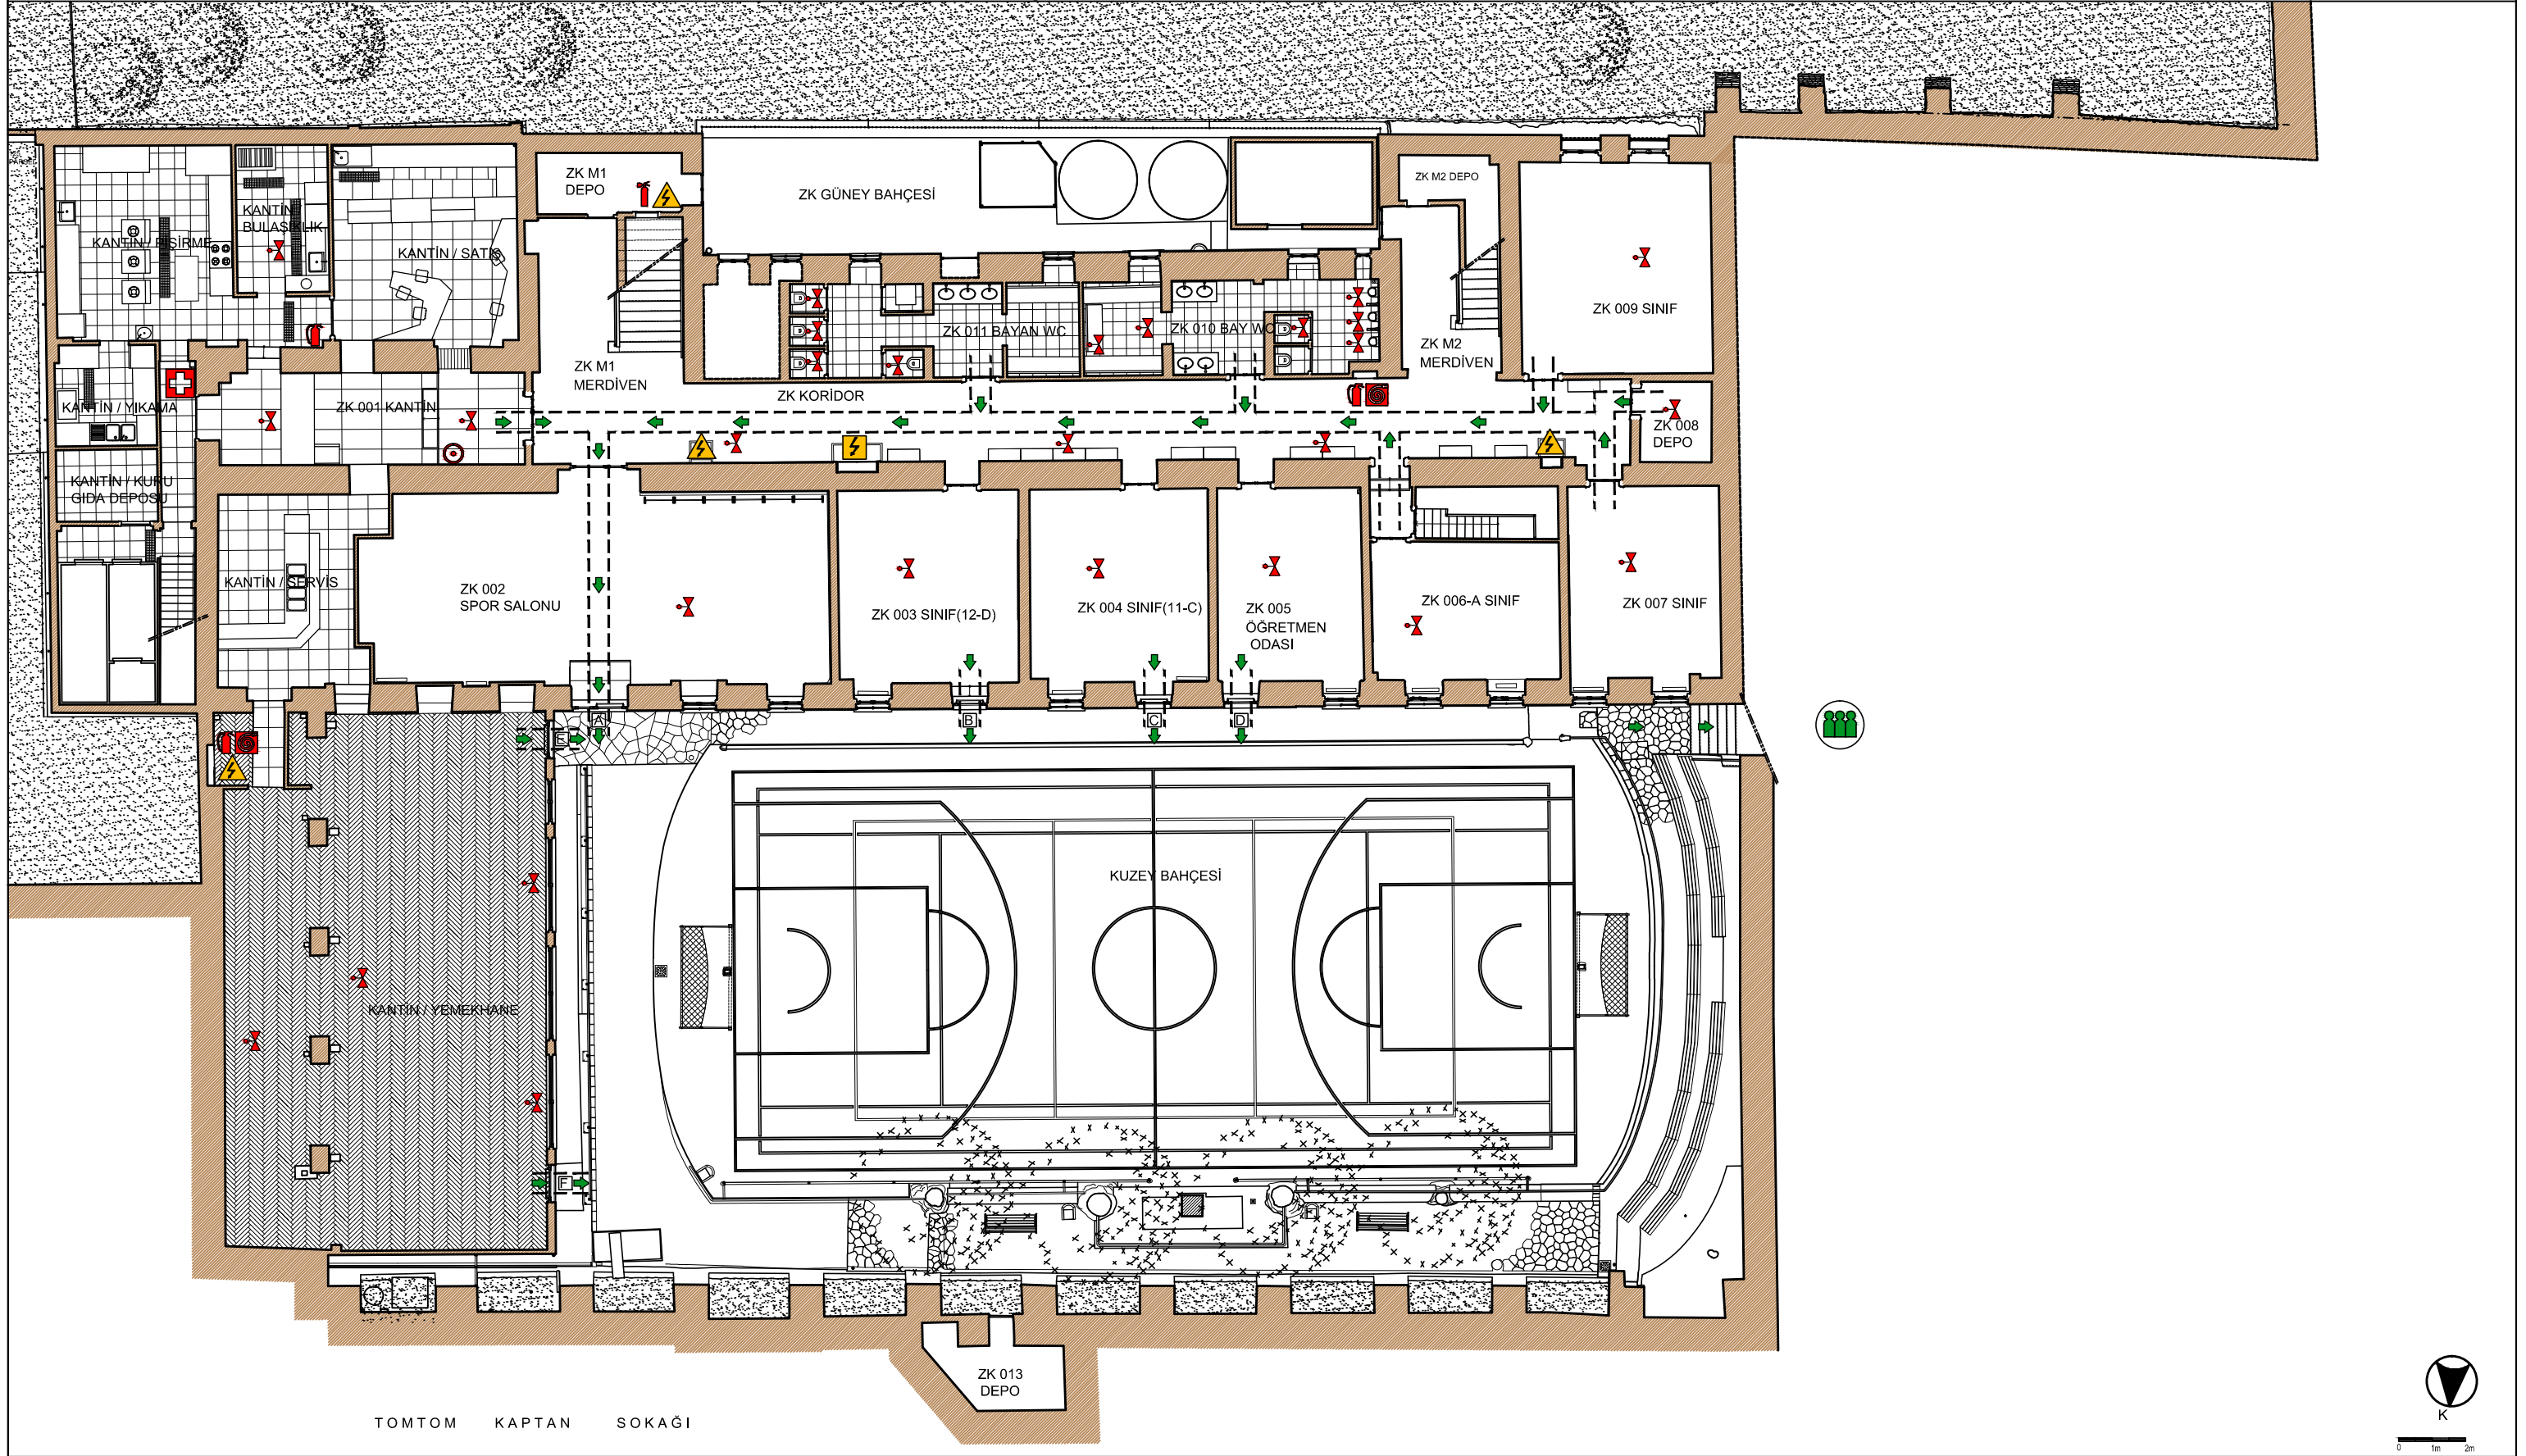 ZK M1
DEPO
ZK GÜNEY BAHÇESİ
ZK M2 DEPO
KANTİN /
BULAŞIKLIK
KANTİN / PİŞİRME
KANTİN / SATIŞ
ZK 009 SINIF
ZK 011 BAYAN WC
ZK 010 BAY WC
ZK M2
MERDİVEN
ZK M1
MERDİVEN
ZK KORİDOR
KANTİN / YIKAMA
ZK 001 KANTİN
ZK 008
DEPO
KANTİN / KURU
GIDA DEPOSU
KANTİN / SERVİS
ZK 002
SPOR SALONU
ZK 003 SINIF(12-D)
ZK 004 SINIF(11-C)
ZK 005
ÖĞRETMEN
ODASI
ZK 006-A SINIF
ZK 007 SINIF
A
B
C
D
E
KUZEY BAHÇESİ
KANTİN / YEMEKHANE
F
ZK 013
DEPO
TOMTOM KAPTAN SOKAĞI
K
0 1m 2m